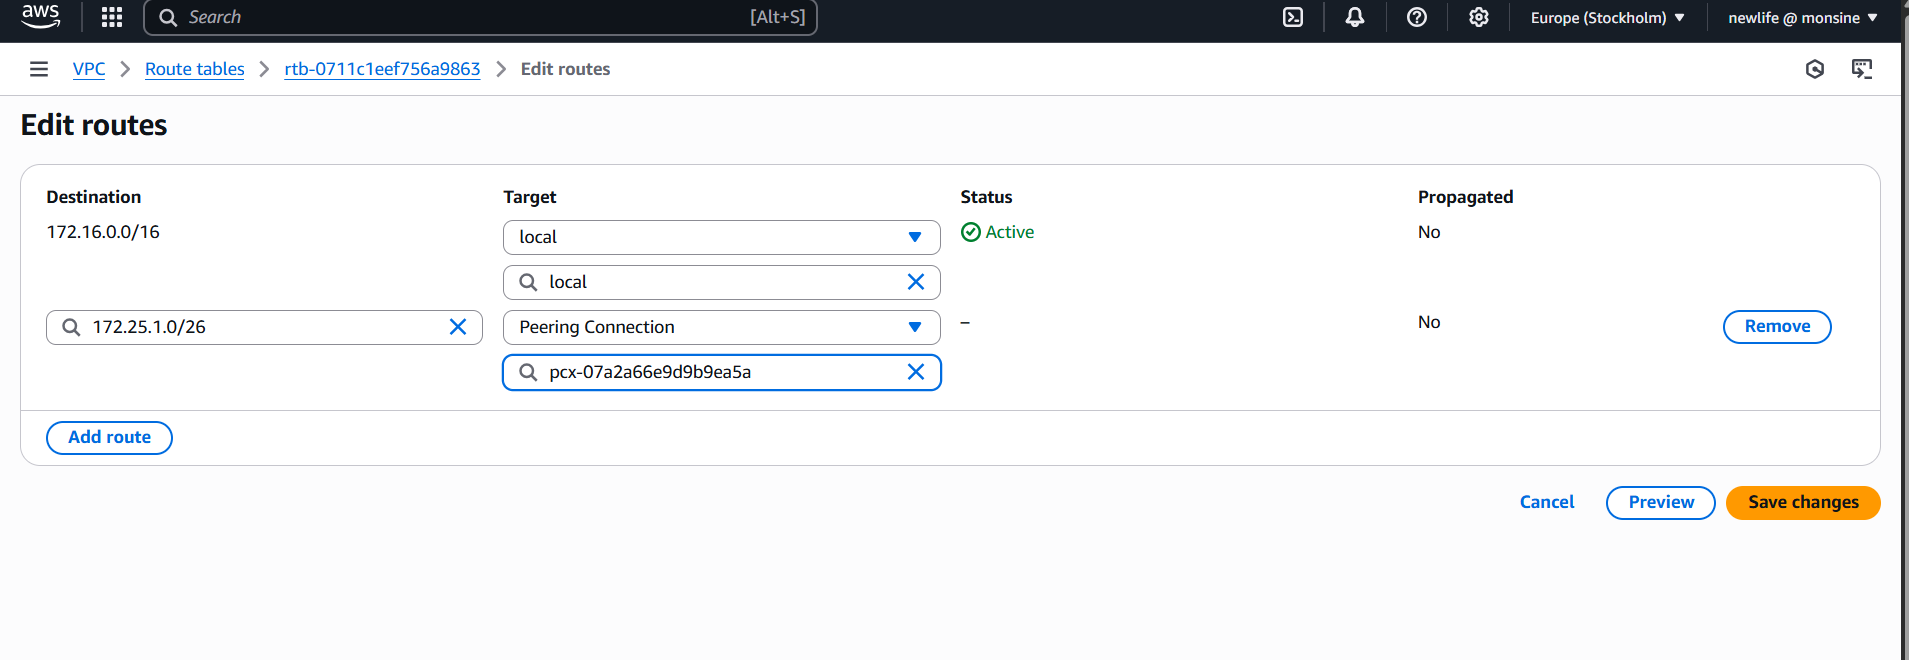 aws
Search [Alt+S] Europe (Stockholm) newlife @ monsine
VPC Route tables rtb-0711c1eef756a9863 Edit routes
Edit routes
Destination Target Status Propagated
172.16.0.0/16 local Active No
local
172.25.1.0/26 Peering Connection – No Remove
pcx-07a2a66e9d9b9ea5a
Add route
Cancel Preview Save changes